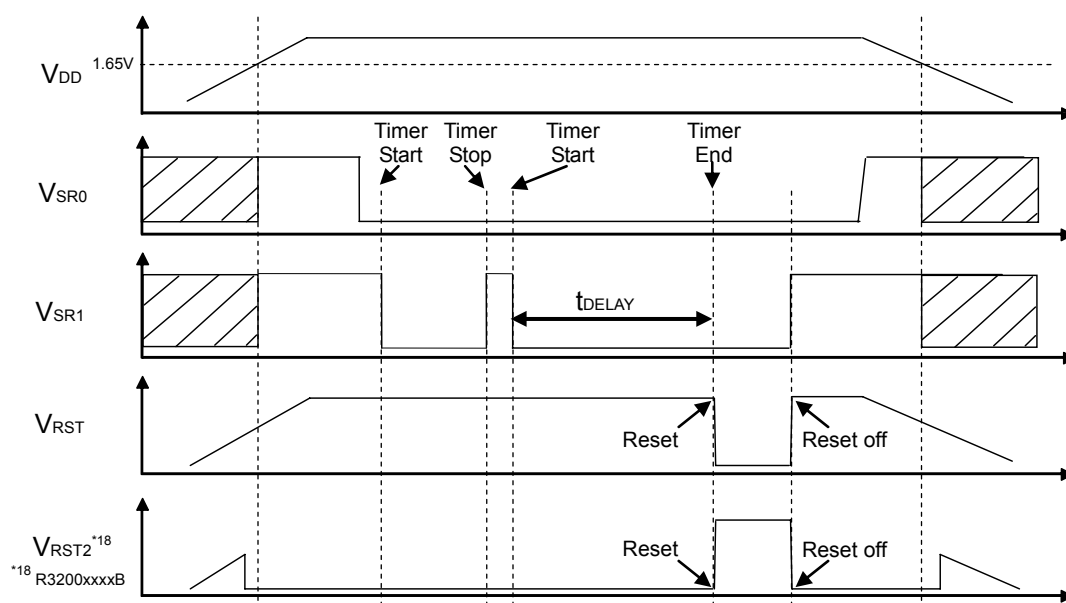 VDD
1.65V
Timer
Start
Timer
Stop
Timer
Start
Timer
End
VSR0
VSR1
tDELAY
VRST
Reset
Reset off
VRST2*18
*18 R3200xxxxB
Reset
Reset off